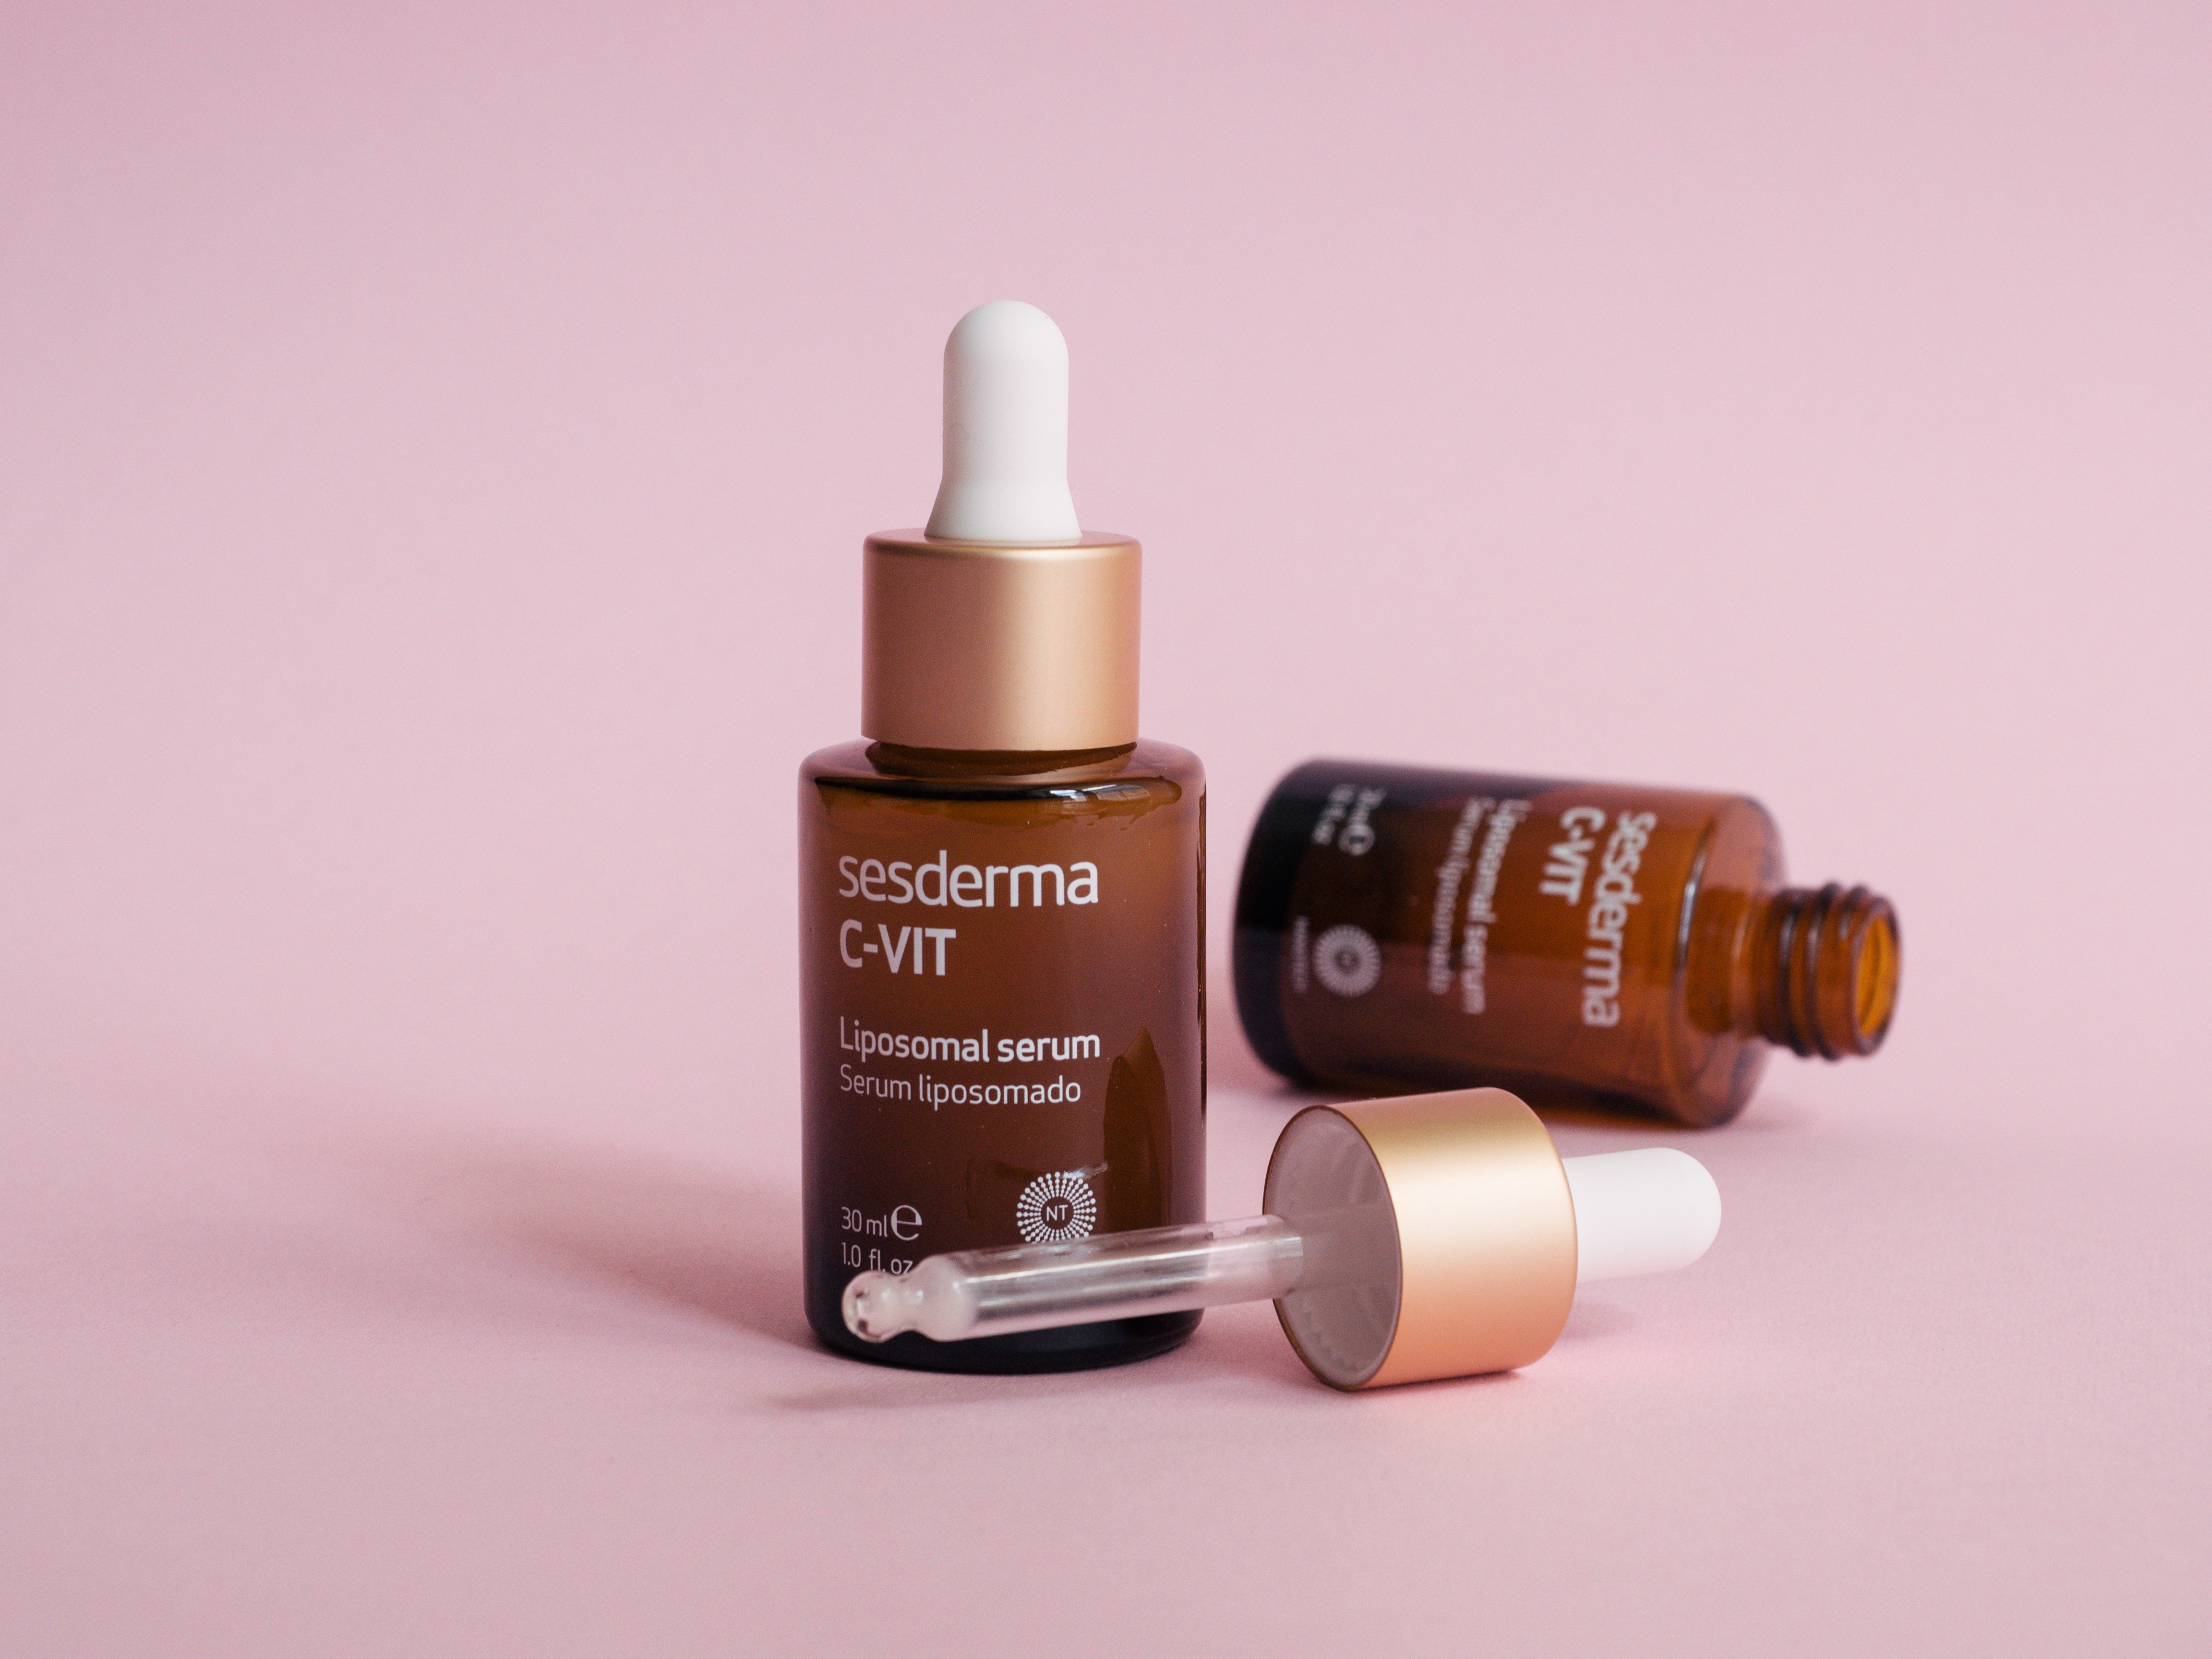 sesderma
C-VIT
Liposomal serum
Serum liposomado
30 ml e
1.0 fl. oz
NT
sesderma
C-VIT
Liposomal serum
Serum liposomado